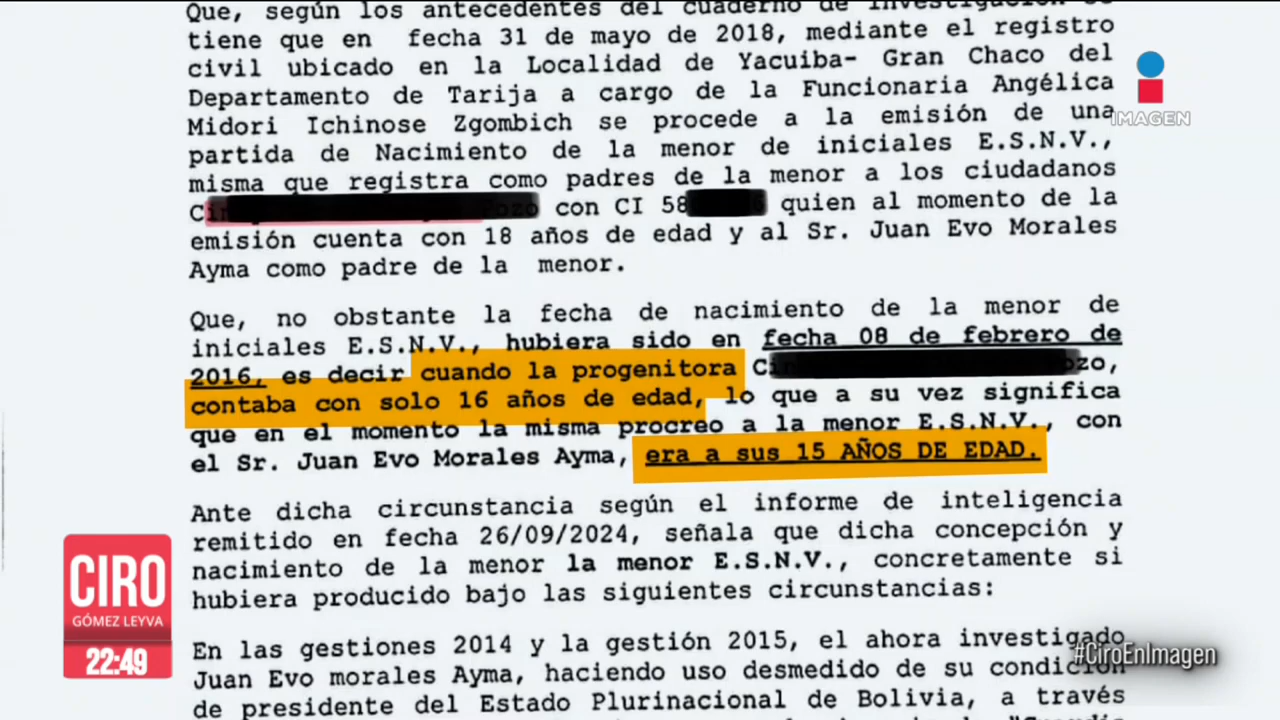 Que, según los antecedentes del cuaderno de investigación se
tiene que en fecha 31 de mayo de 2018, mediante el registro
civil ubicado en la Localidad de Yacuiba- Gran Chaco del
Departamento de Tarija a cargo de la Funcionaria Angélica
Midori Ichinose Zgombich se procede a la emisión de una
partida de Nacimiento de la menor de iniciales E.S.N.V.,
misma que registra como padres de la menor a los ciudadanos
con CI 58 quien al momento de la
emisión cuenta con 18 años de edad y al Sr. Juan Evo Morales
Ayma como padre de la menor.
Que, no obstante la fecha de nacimiento de la menor de
iniciales E.S.N.V., hubiera sido en fecha 08 de febrero de
2016, es decir cuando la progenitora
contaba con solo 16 años de edad, lo que a su vez significa
que en el momento la misma procreo a la menor E.S.N.V., con
el Sr. Juan Evo Morales Ayma, era a sus 15 AÑOS DE EDAD.
Ante dicha circunstancia según el informe de inteligencia
remitido en fecha 26/09/2024, señala que dicha concepción y
nacimiento de la menor la menor E.S.N.V., concretamente si
hubiera producido bajo las siguientes circunstancias:
En las gestiones 2014 y la gestión 2015, el ahora investigado
Juan Evo morales Ayma, haciendo uso desmedido de su condición
de presidente del Estado Plurinacional de Bolivia, a través
IMAGEN
CIRO
GÓMEZ LEYVA
22:49
#CiroEnImagen